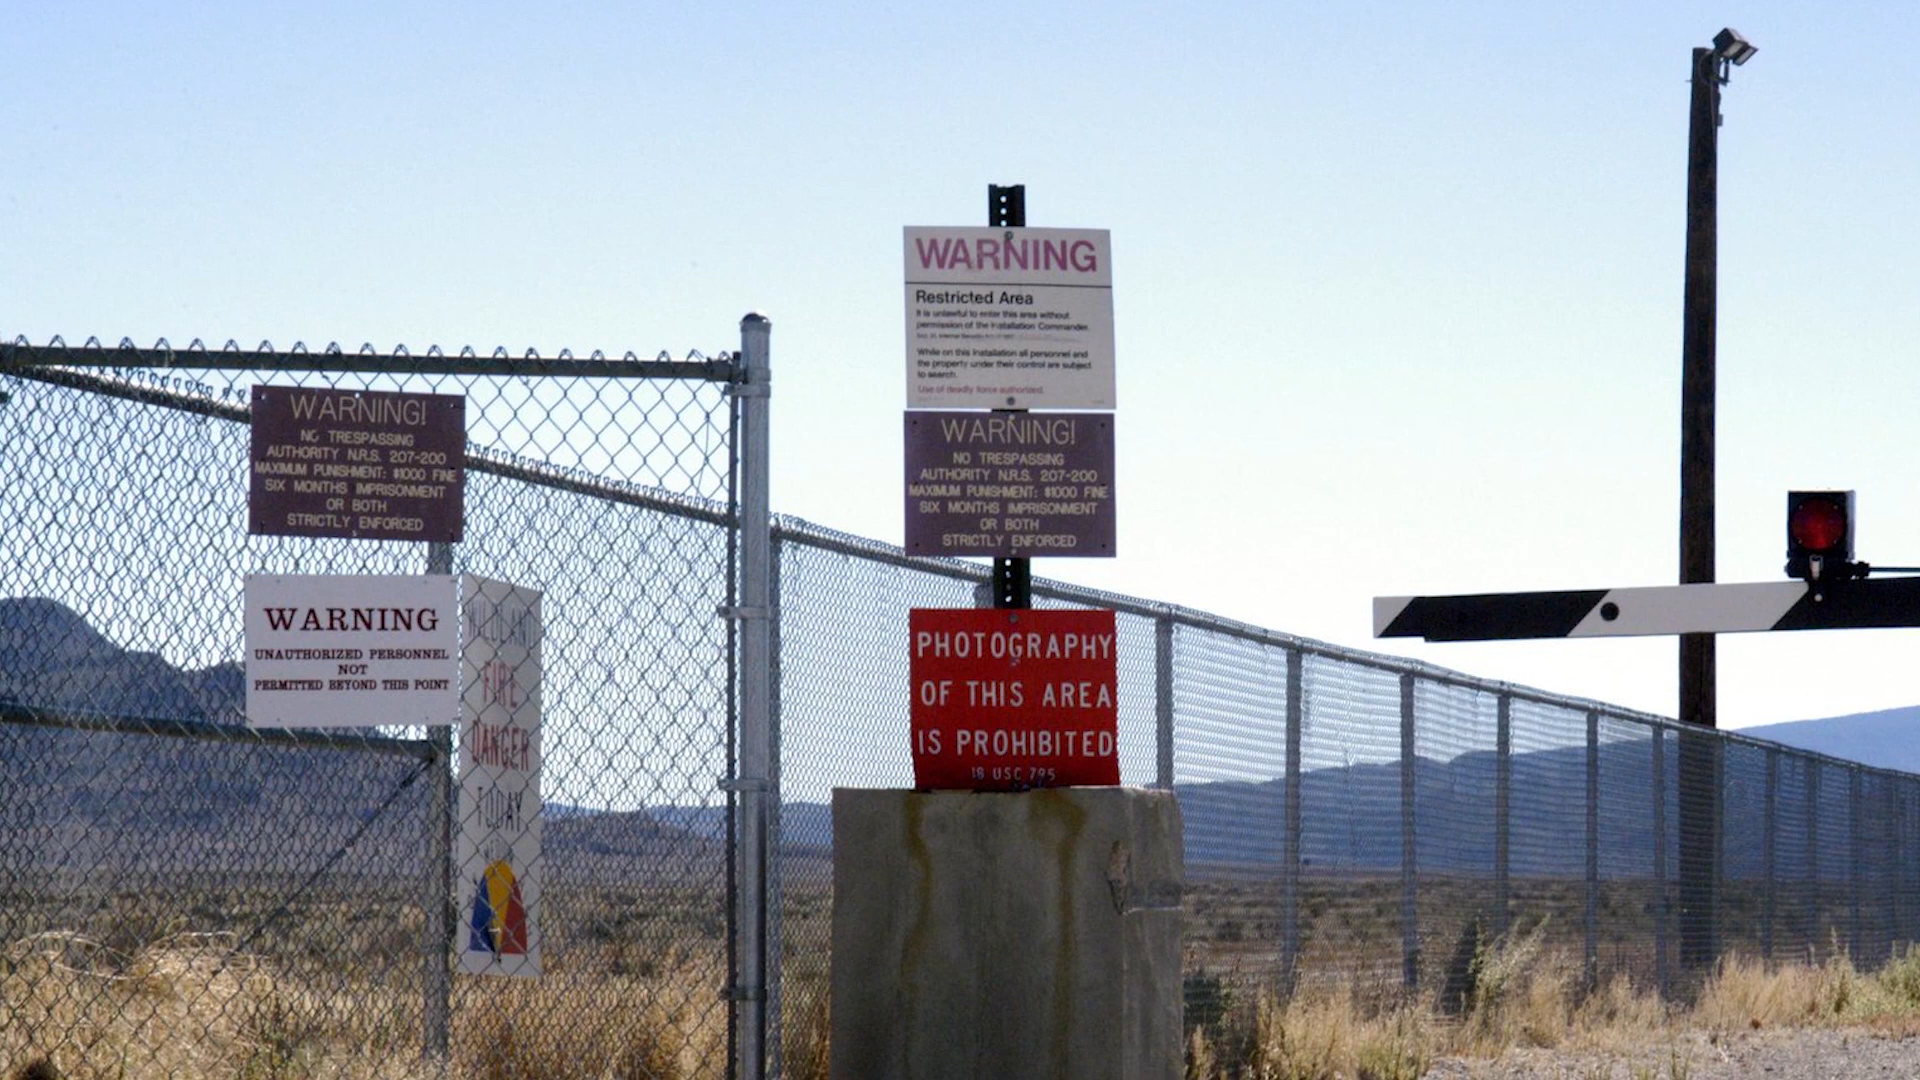 WARNING!
NO TRESPASSING
AUTHORITY N.R.S. 207-200
MAXIMUM PUNISHMENT: $1000 FINE
SIX MONTHS IMPRISONMENT
OR BOTH
STRICTLY ENFORCED
WARNING
UNAUTHORIZED PERSONNEL
NOT
PERMITTED BEYOND THIS POINT
FIRE
DANGER
TODAY
WARNING
Restricted Area
It is unlawful to enter this area without
permission of the Installation Commander.
While on this Installation all personnel and
the property under their control are subject
to search.
Use of deadly force authorized.
WARNING!
NO TRESPASSING
AUTHORITY N.R.S. 207-200
MAXIMUM PUNISHMENT: $1000 FINE
SIX MONTHS IMPRISONMENT
OR BOTH
STRICTLY ENFORCED
PHOTOGRAPHY
OF THIS AREA
IS PROHIBITED
18 USC 795